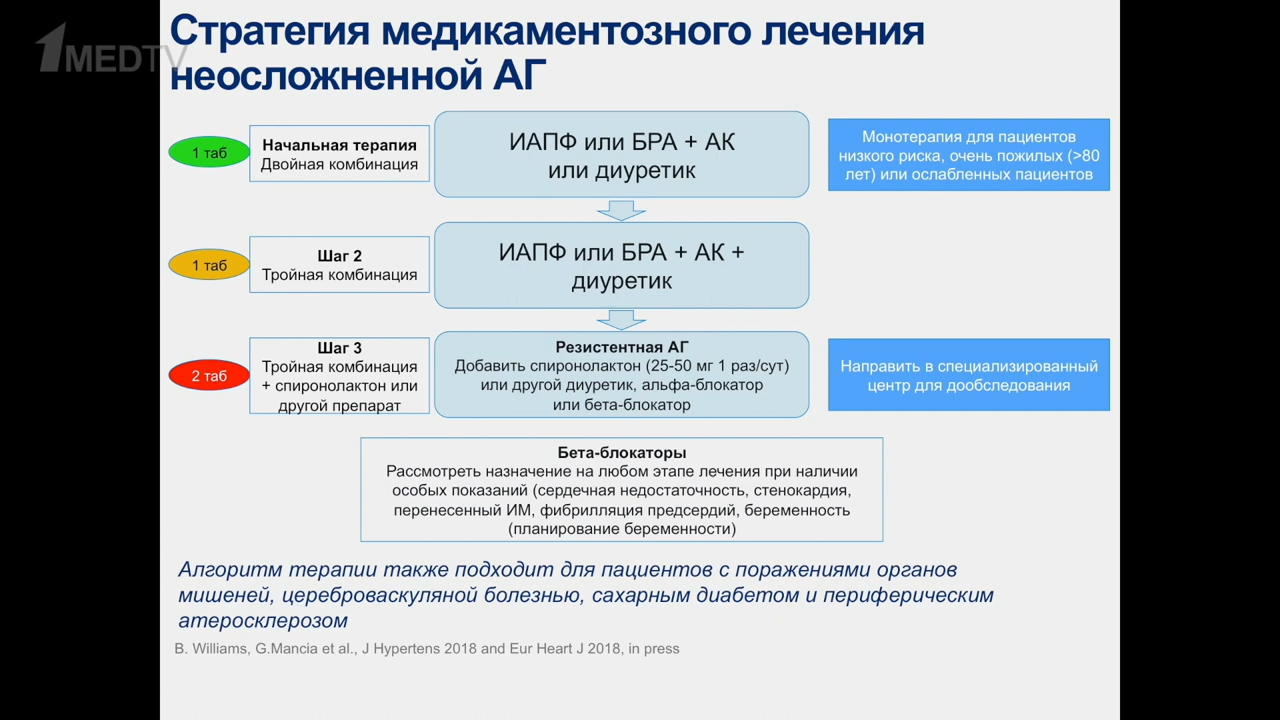 1MEDTV
Стратегия медикаментозного лечения
неосложненной АГ
1 таб
Начальная терапия
Двойная комбинация
ИАПФ или БРА + АК
или диуретик
Монотерапия для пациентов
низкого риска, очень пожилых (>80
лет) или ослабленных пациентов
1 таб
Шаг 2
Тройная комбинация
ИАПФ или БРА + АК +
диуретик
2 таб
Шаг 3
Тройная комбинация
+ спиронолактон или
другой препарат
Резистентная АГ
Добавить спиронолактон (25-50 мг 1 раз/сут)
или другой диуретик, альфа-блокатор
или бета-блокатор
Направить в специализированный
центр для дообследования
Бета-блокаторы
Рассмотреть назначение на любом этапе лечения при наличии
особых показаний (сердечная недостаточность, стенокардия,
перенесенный ИМ, фибрилляция предсердий, беременность
(планирование беременности)
Алгоритм терапии также подходит для пациентов с поражениями органов
мишеней, цереброваскуляной болезнью, сахарным диабетом и периферическим
атеросклерозом
B. Williams, G.Mancia et al., J Hypertens 2018 and Eur Heart J 2018, in press